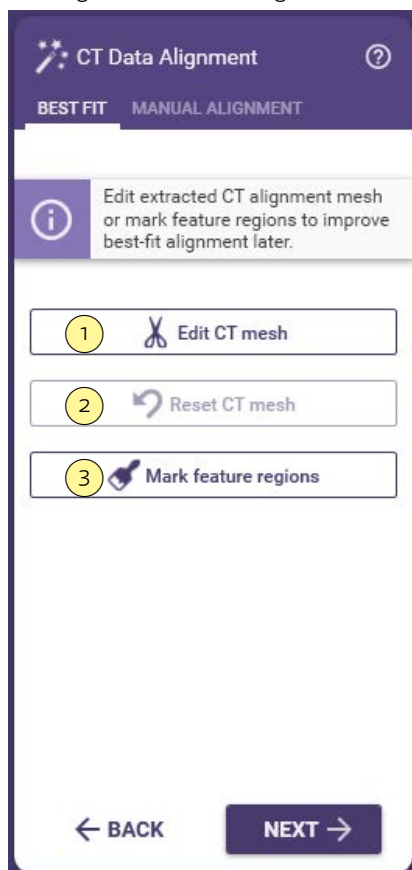 CT Data Alignment
BEST FIT MANUAL ALIGNMENT
Edit extracted CT alignment mesh
or mark feature regions to improve
best-fit alignment later.
1 Edit CT mesh
2 Reset CT mesh
3 Mark feature regions
BACK NEXT